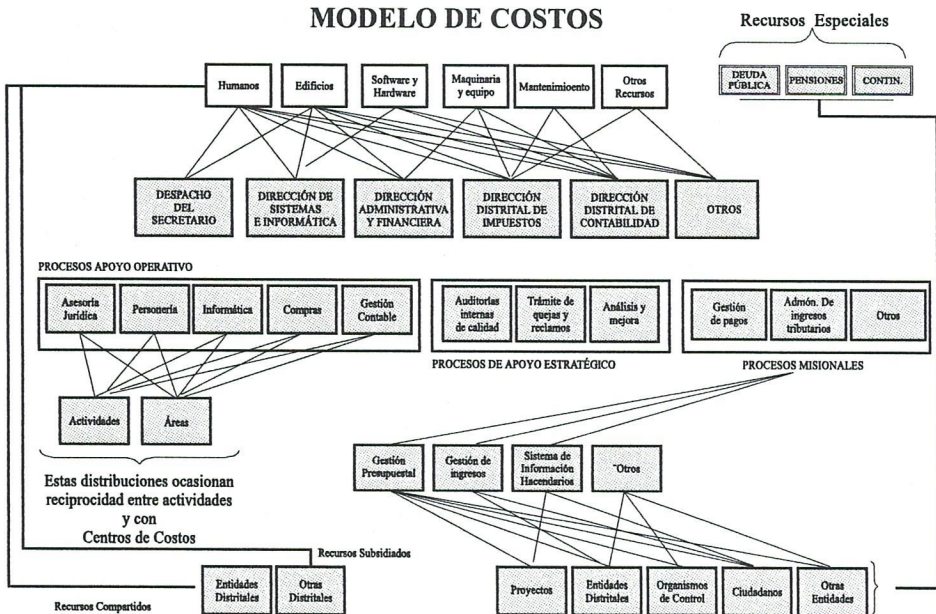 MODELO DE COSTOS
Recursos Especiales
DEUDA
PÚBLICA
PENSIONES
CONTIN.
Humanos
Edificios
Software y
Hardware
Maquinaria
y equipo
Mantenimioento
Otros
Recursos
DESPACHO
DEL
SECRETARIO
DIRECCIÓN DE
SISTEMAS
E INFORMÁTICA
DIRECCIÓN
ADMINISTRATIVA
Y FINANCIERA
DIRECCIÓN
DISTRITAL DE
IMPUESTOS
DIRECCIÓN
DISTRITAL DE
CONTABILIDAD
OTROS
PROCESOS APOYO OPERATIVO
Asesoría
Jurídica
Personería
Informática
Compras
Gestión
Contable
Auditorías
internas
de calidad
Trámite de
quejas y
reclamos
Análisis y
mejora
PROCESOS DE APOYO ESTRATÉGICO
Gestión
de pagos
Admón. De
ingresos
tributarios
Otros
PROCESOS MISIONALES
Actividades
Áreas
Estas distribuciones ocasionan
reciprocidad entre actividades
y con
Centros de Costos
Gestión
Presupuestal
Gestión de
ingresos
Sistema de
Información
Hacendarios
¨Otros
Recursos Subsidiados
Recursos Compartidos
Entidades
Distritales
Otras
Distritales
Proyectos
Entidades
Distritales
Organismos
de Control
Ciudadanos
Otras
Entidades